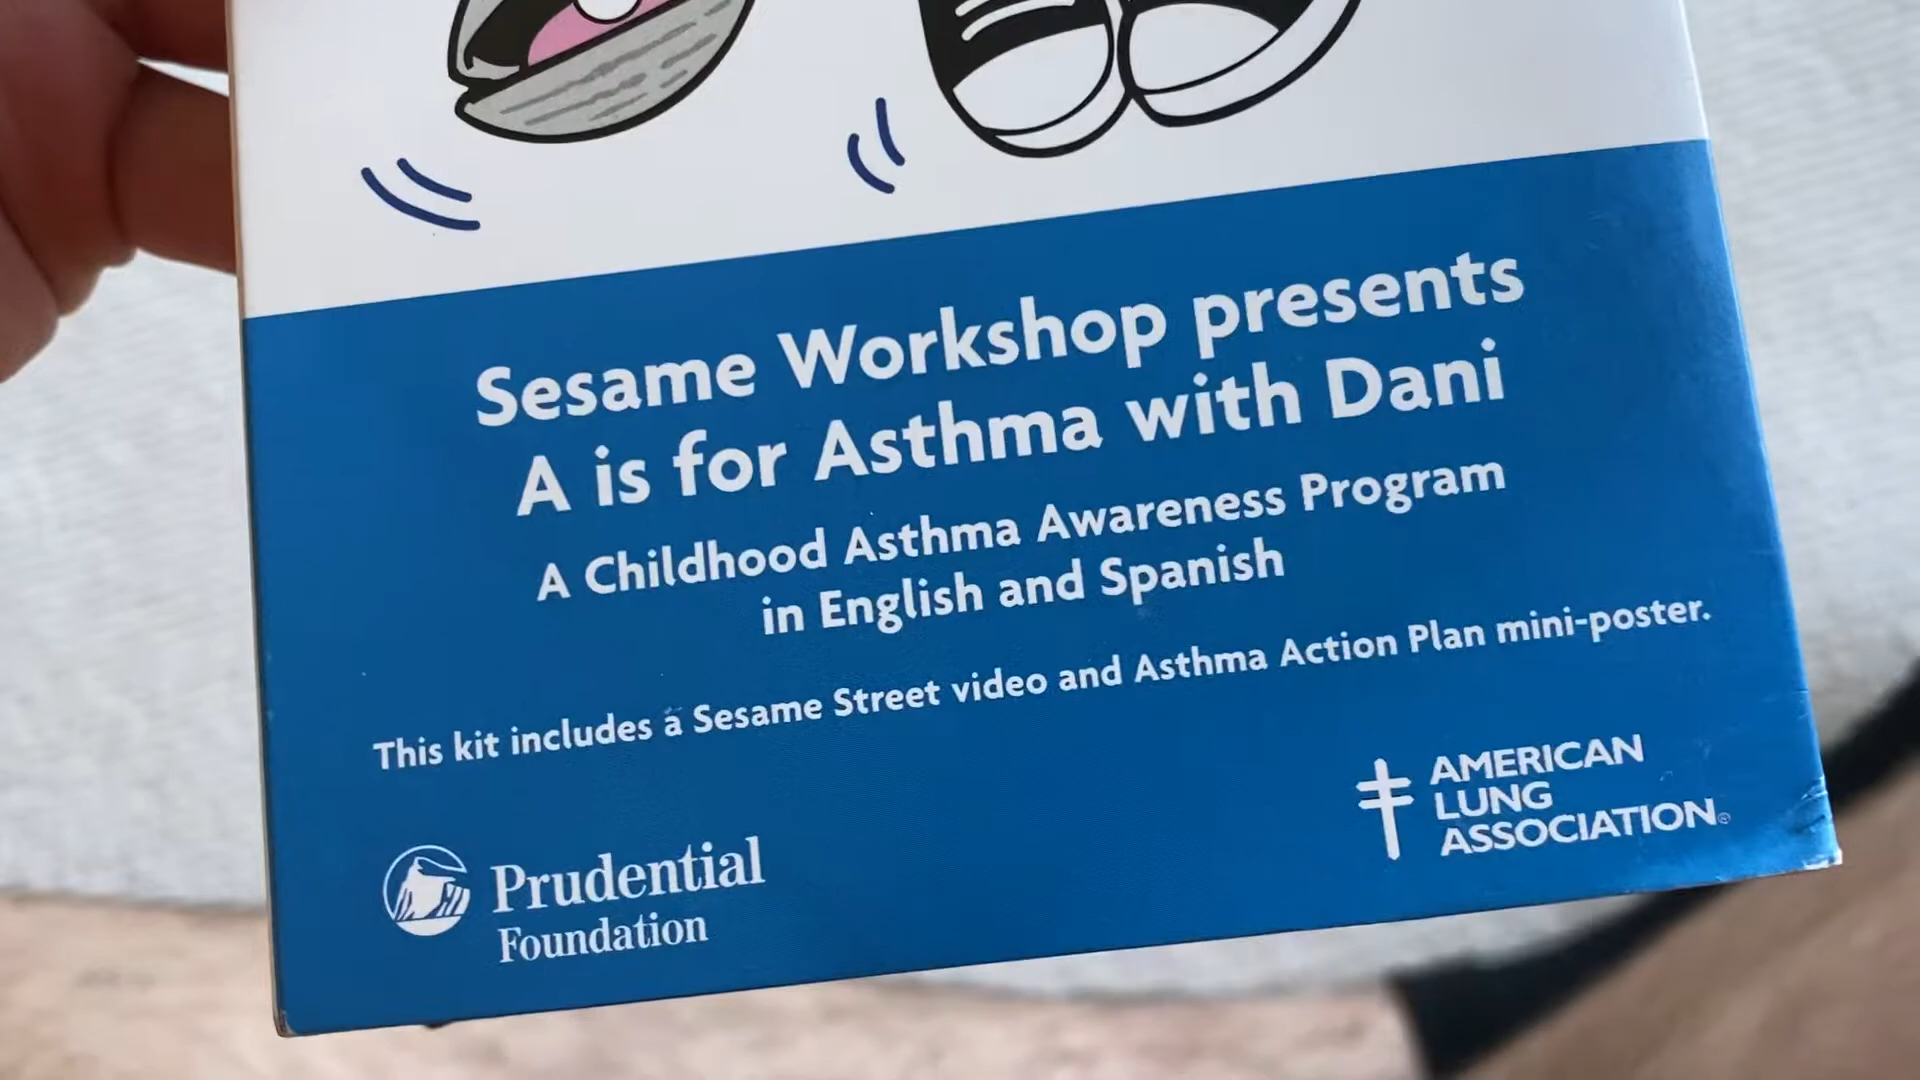 Sesame Workshop presents
A is for Asthma with Dani
A Childhood Asthma Awareness Program
in English and Spanish
This kit includes a Sesame Street video and Asthma Action Plan mini-poster.
Prudential
Foundation
AMERICAN
LUNG
ASSOCIATION®